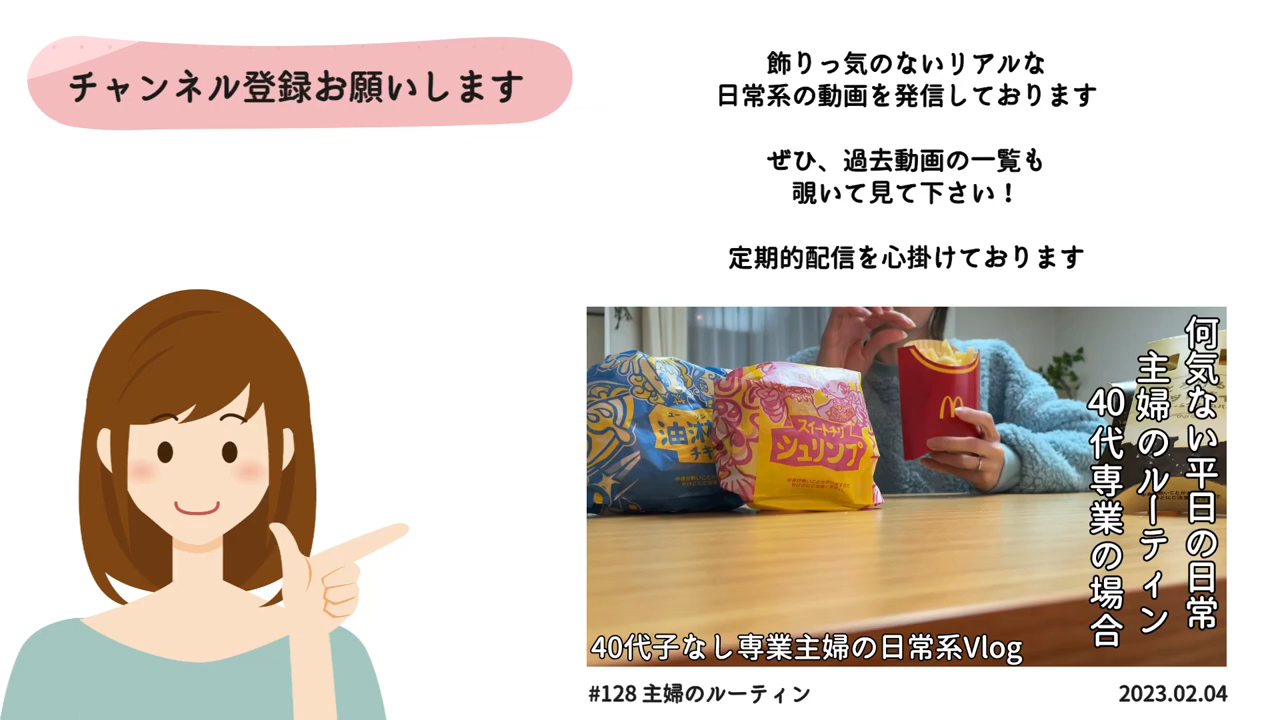 チャンネル登録お願いします
飾りっ気のないリアルな
日常系の動画を発信しております
ぜひ、過去動画の一覧も
覗いて見て下さい！
定期的配信を心掛けております
何気ない平日の日常
主婦のルーティン
40代専業の場合
油淋
チキ
スイートチリ
シュリンプ
40代子なし専業主婦の日常系Vlog
#128 主婦のルーティン
2023.02.04